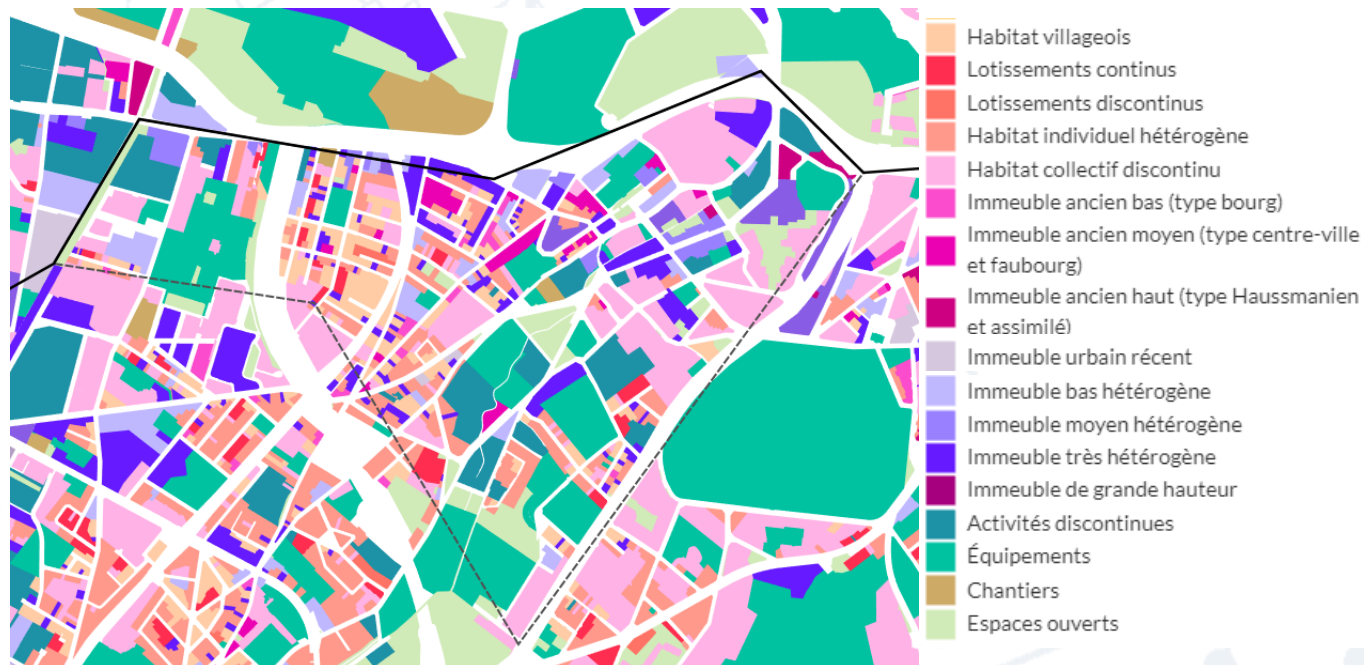 Habitat villageois
Lotissements continus
Lotissements discontinus
Habitat individuel hétérogène
Habitat collectif discontinu
Immeuble ancien bas (type bourg)
Immeuble ancien moyen (type centre-ville
et faubourg)
Immeuble ancien haut (type Haussmanien
et assimilé)
Immeuble urbain récent
Immeuble bas hétérogène
Immeuble moyen hétérogène
Immeuble très hétérogène
Immeuble de grande hauteur
Activités discontinues
Équipements
Chantiers
Espaces ouverts